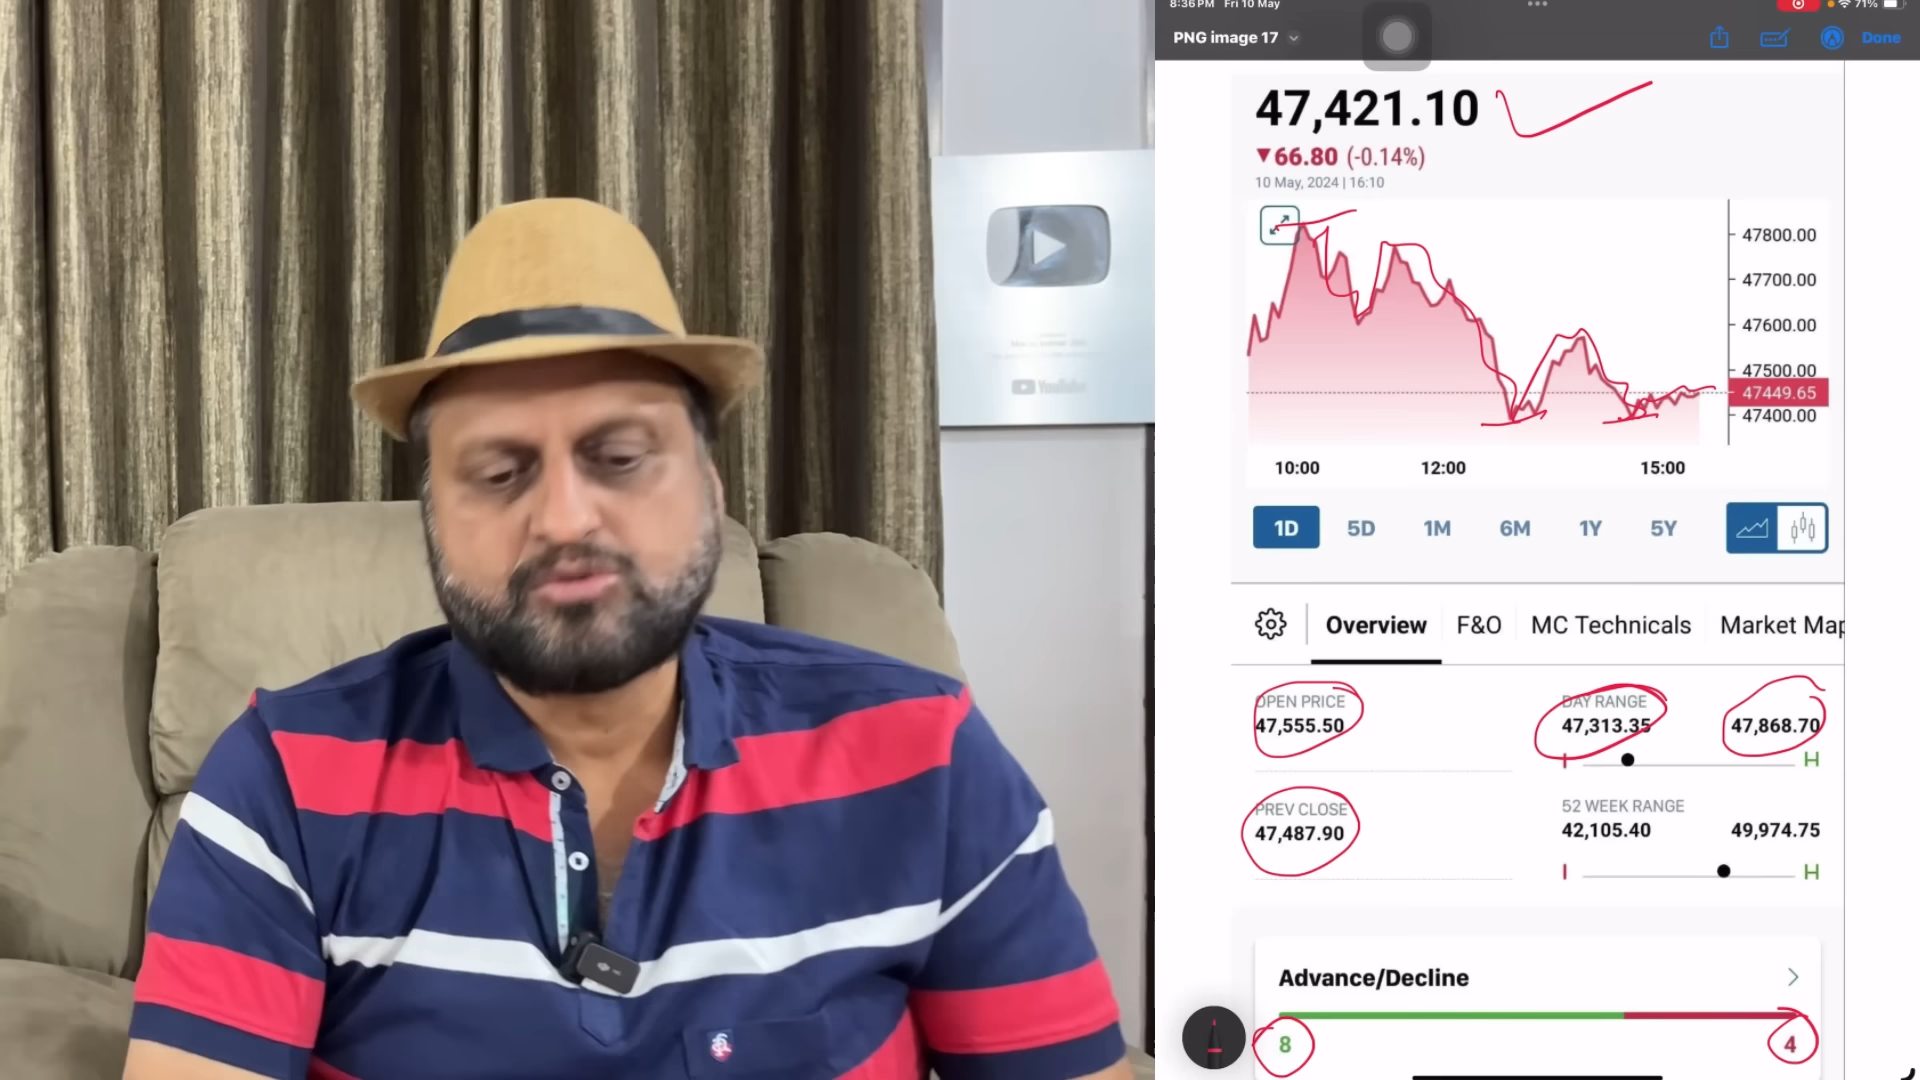 8:36 PM Fri 10 May
71%
PNG image 17
Done
47,421.10
▼66.80 (-0.14%)
10 May, 2024 | 16:10
47800.00
47700.00
47600.00
47500.00
47449.65
47400.00
10:00 12:00 15:00
1D 5D 1M 6M 1Y 5Y
Overview F&O MC Technicals Market Map
OPEN PRICE
47,555.50
DAY RANGE
47,313.35 47,868.70
H
PREV CLOSE
47,487.90
52 WEEK RANGE
42,105.40 49,974.75
H
Advance/Decline
8 4
YouTube